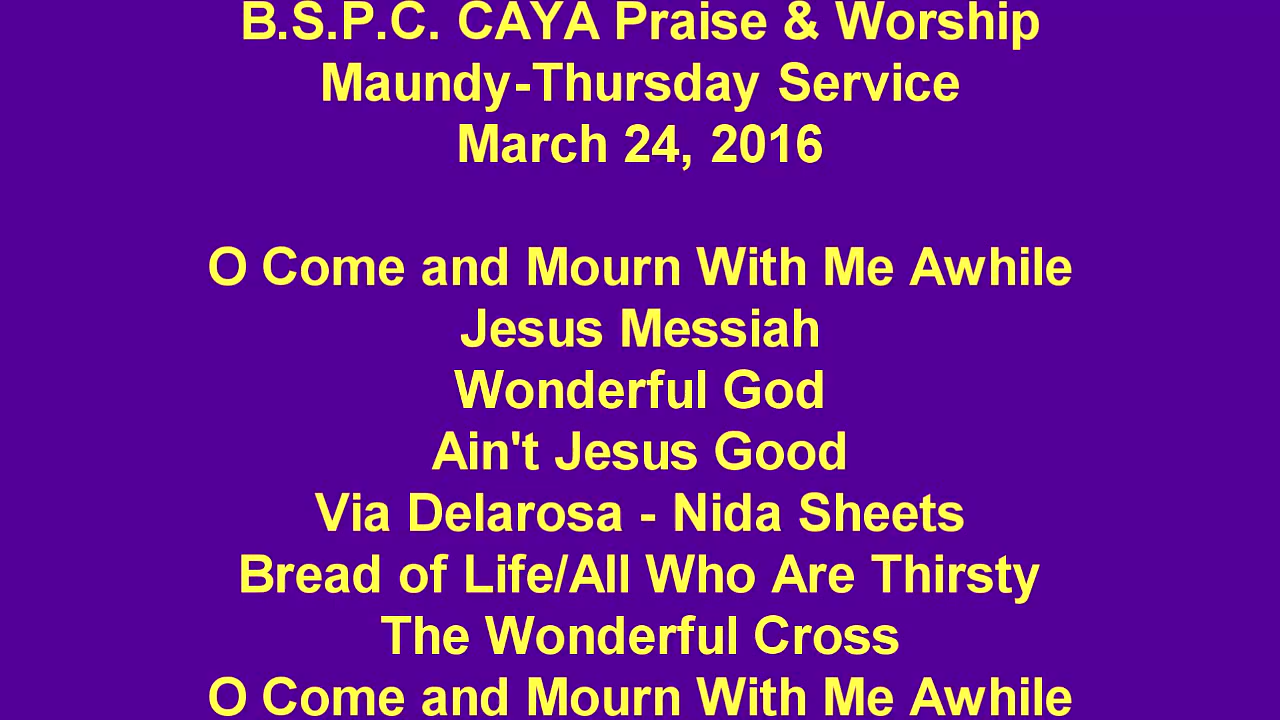 B.S.P.C. CAYA Praise & Worship
Maundy-Thursday Service
March 24, 2016
O Come and Mourn With Me Awhile
Jesus Messiah
Wonderful God
Ain't Jesus Good
Via Delarosa - Nida Sheets
Bread of Life/All Who Are Thirsty
The Wonderful Cross
O Come and Mourn With Me Awhile